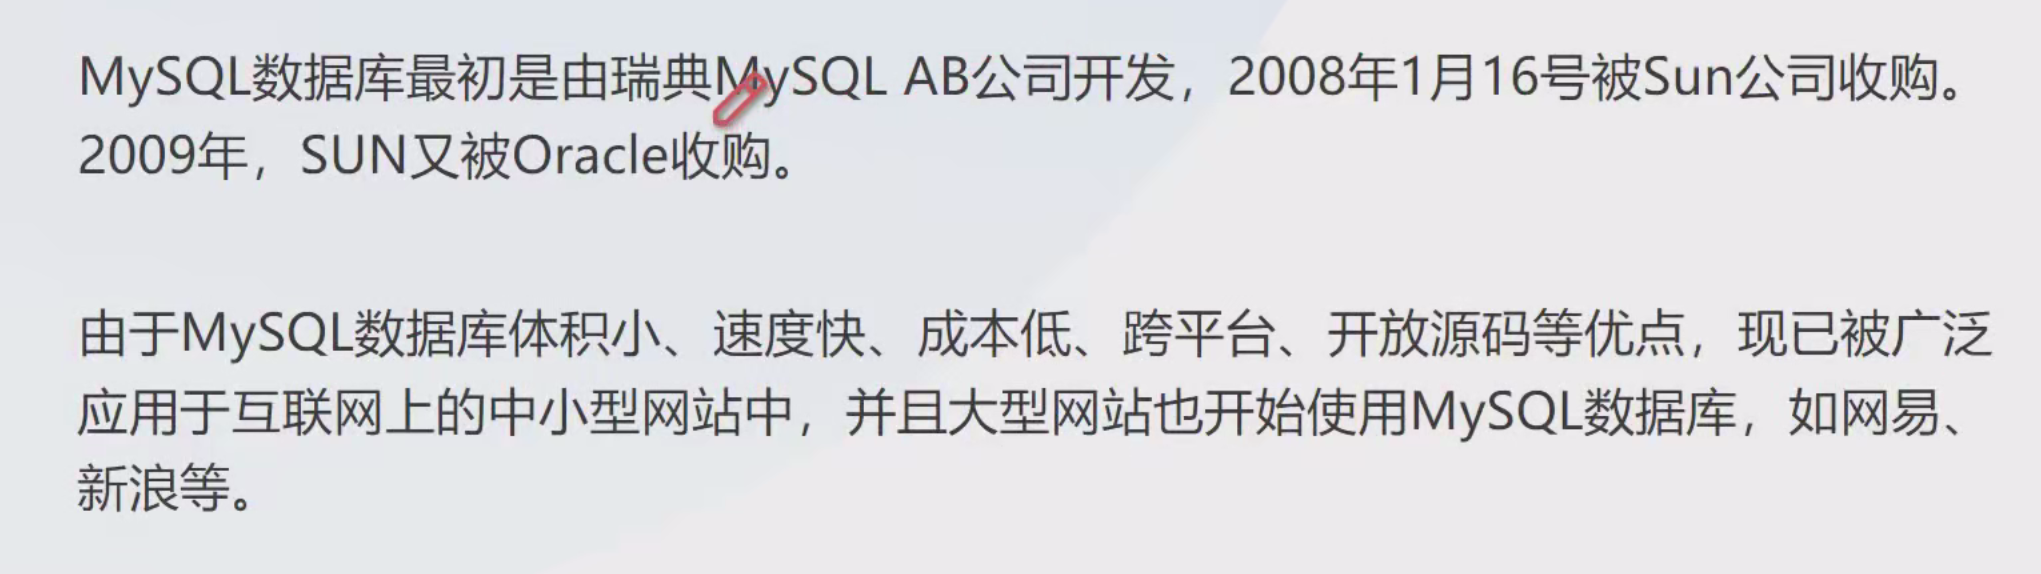 MySQL数据库最初是由瑞典MySQL AB公司开发，2008年1月16号被Sun公司收购。
2009年，SUN又被Oracle收购。
由于MySQL数据库体积小、速度快、成本低、跨平台、开放源码等优点，现已被广泛
应用于互联网上的中小型网站中，并且大型网站也开始使用MySQL数据库，如网易、
新浪等。